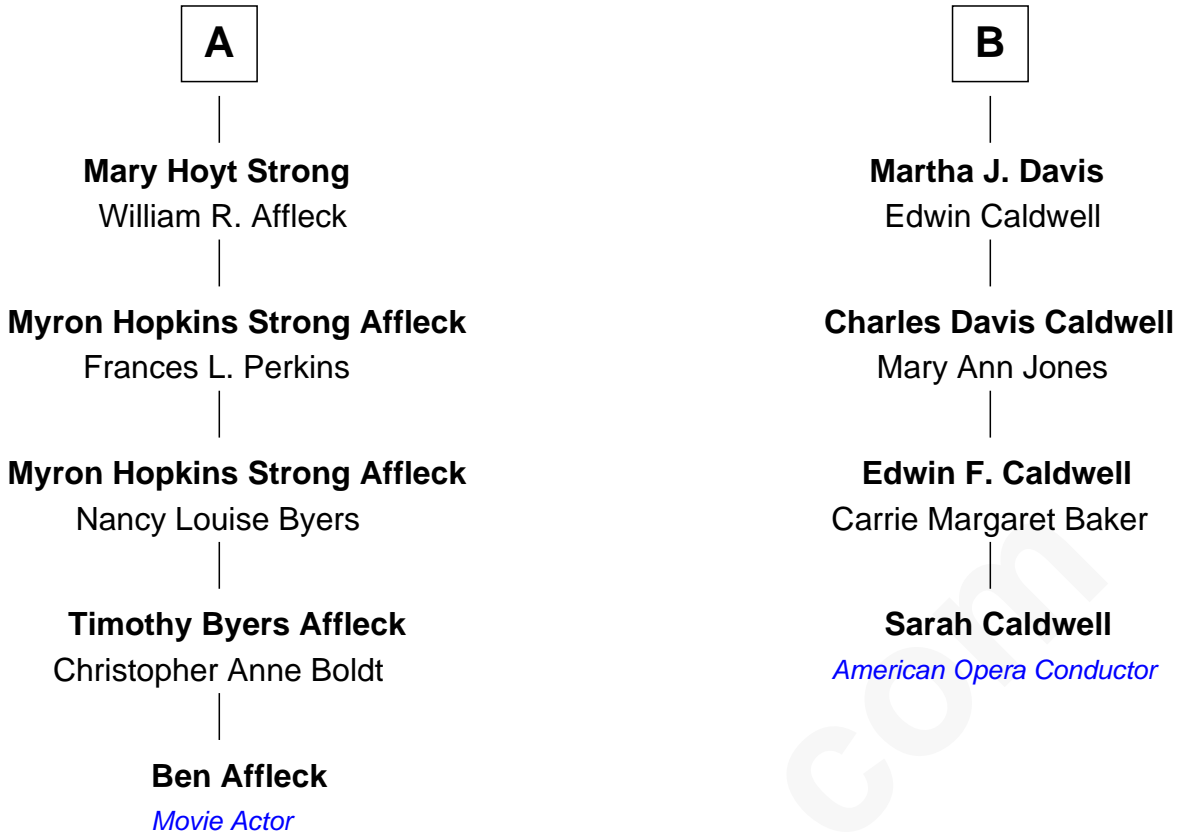 A
Mary Hoyt Strong
William R. Affleck
Myron Hopkins Strong Affleck
Frances L. Perkins
Myron Hopkins Strong Affleck
Nancy Louise Byers
Timothy Byers Affleck
Christopher Anne Boldt
Ben Affleck
Movie Actor
B
Martha J. Davis
Edwin Caldwell
Charles Davis Caldwell
Mary Ann Jones
Edwin F. Caldwell
Carrie Margaret Baker
Sarah Caldwell
American Opera Conductor
com